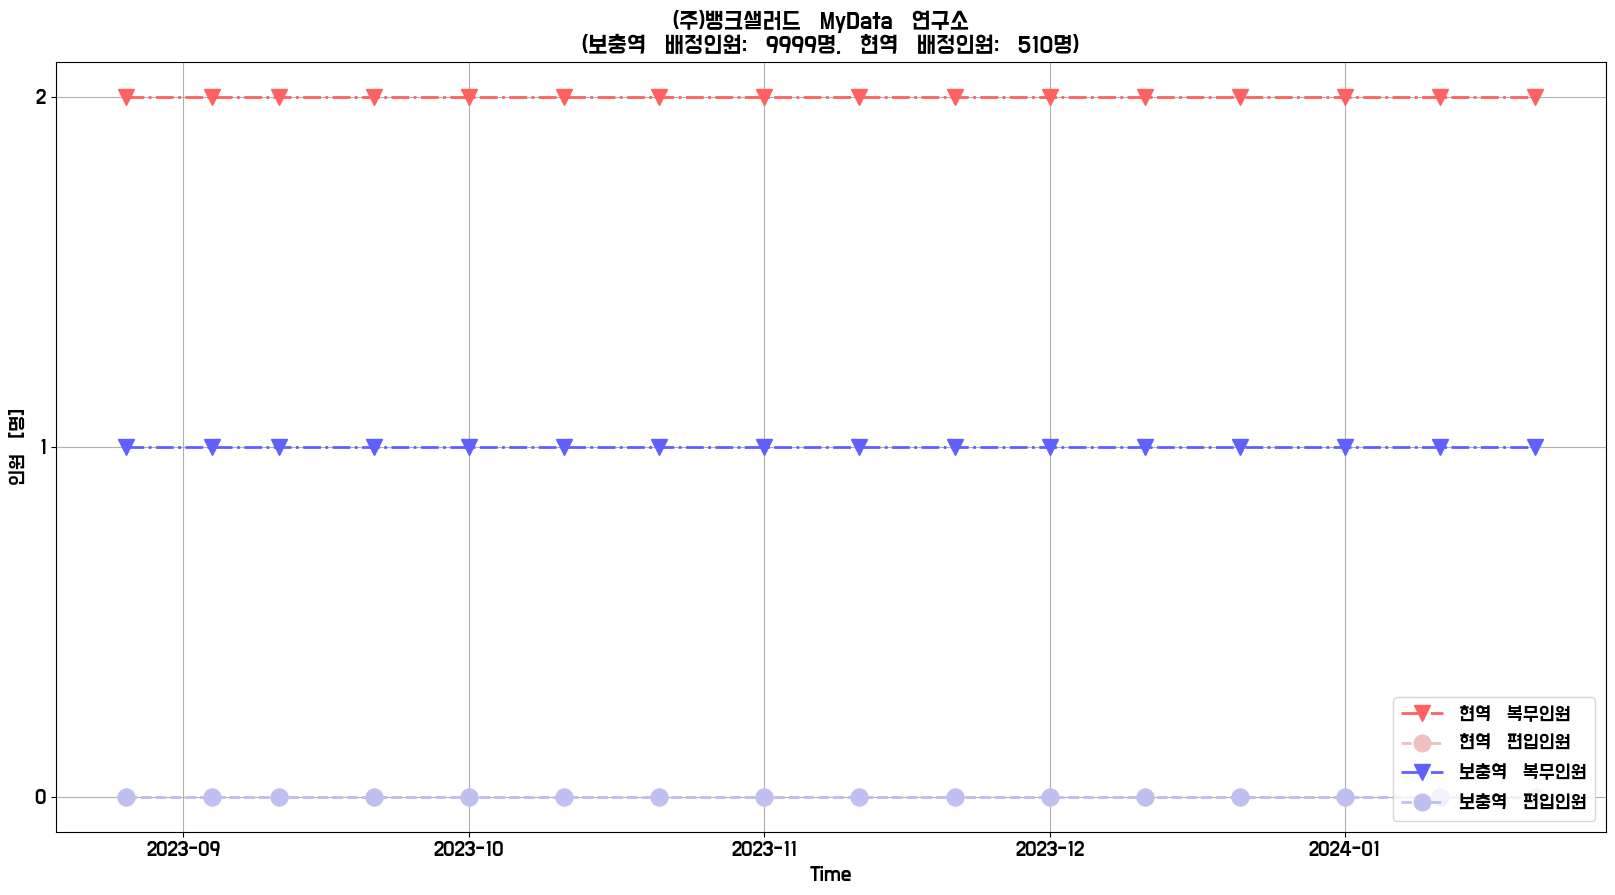 (주)뱅크샐러드 MyData 연구소
(보충역 배정인원: 9999명, 현역 배정인원: 510명)
인원 [명]
2
1
0
2023-09
2023-10
2023-11
2023-12
2024-01
Time
현역 복무인원
현역 편입인원
보충역 복무인원
보충역 편입인원